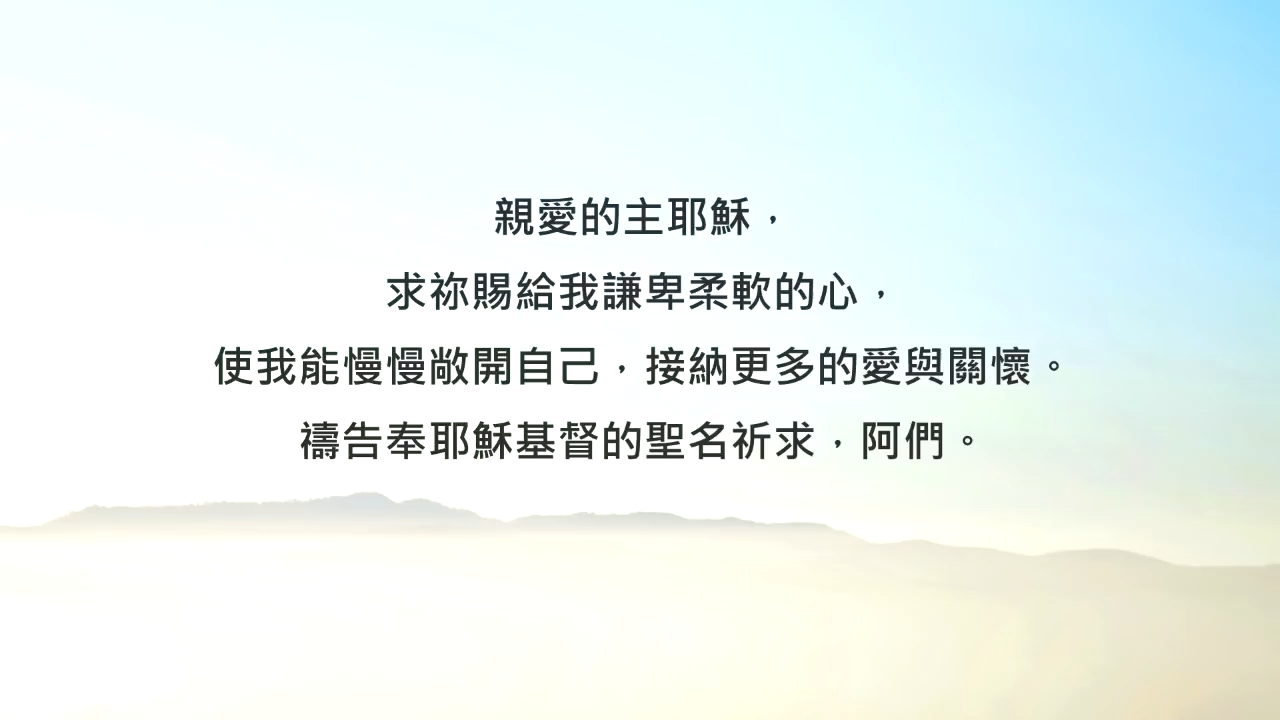 親愛的主耶穌，
求祢賜給我謙卑柔軟的心，
使我能慢慢敞開自己，接納更多的愛與關懷。
禱告奉耶穌基督的聖名祈求，阿們。